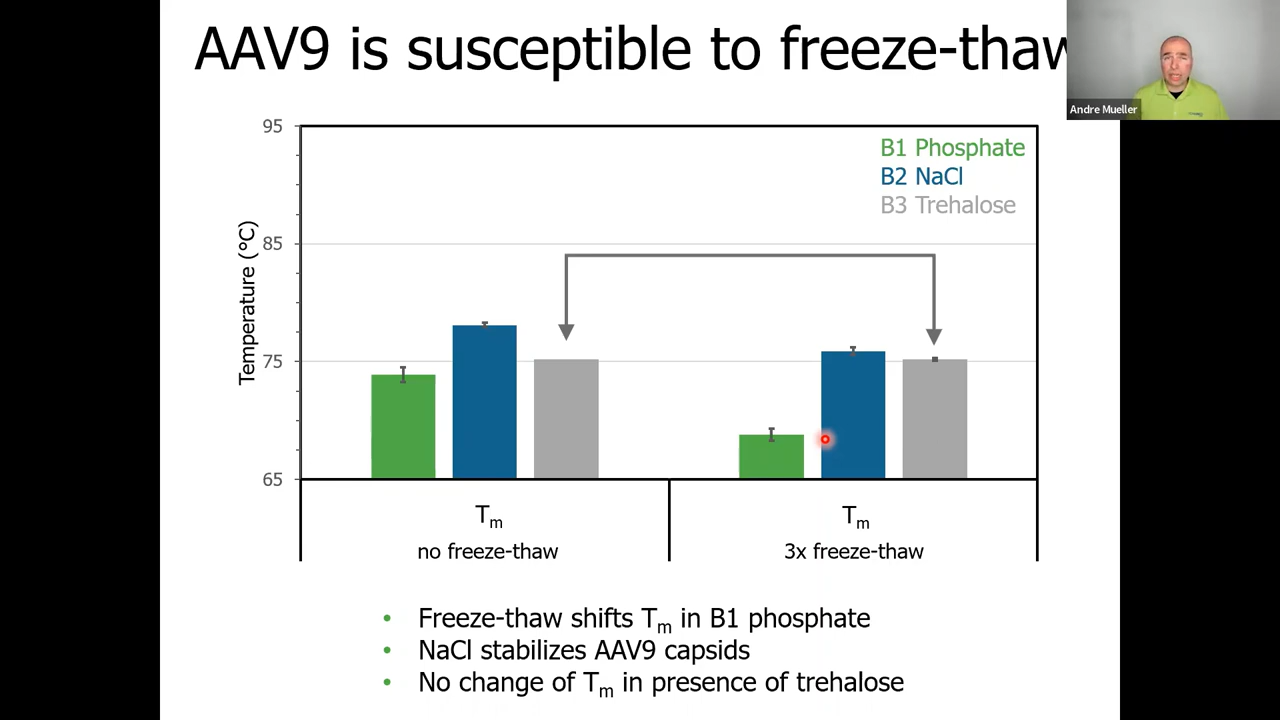 AAV9 is susceptible to freeze-thaw
Andre Mueller
95
85
75
65
Temperature (°C)
B1 Phosphate
B2 NaCl
B3 Trehalose
Tm
no freeze-thaw
Tm
3x freeze-thaw
• Freeze-thaw shifts Tm in B1 phosphate
• NaCl stabilizes AAV9 capsids
• No change of Tm in presence of trehalose